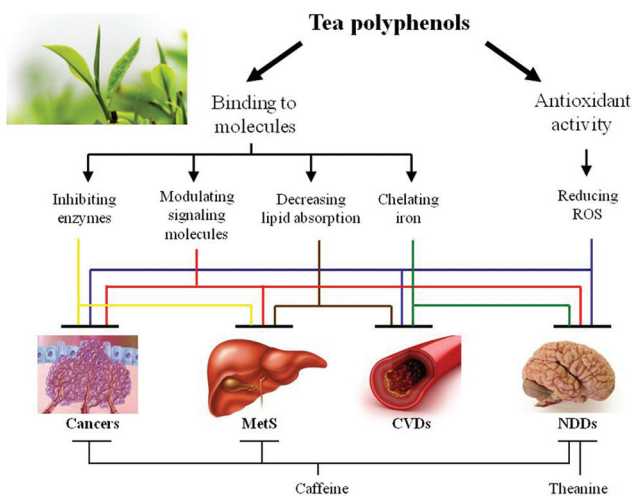 Tea polyphenols
Binding to
molecules
Antioxidant
activity
Inhibiting
enzymes
Modulating
signaling
molecules
Decreasing
lipid absorption
Chelating
iron
Reducing
ROS
Cancers
MetS
CVDs
NDDs
Caffeine
Theanine